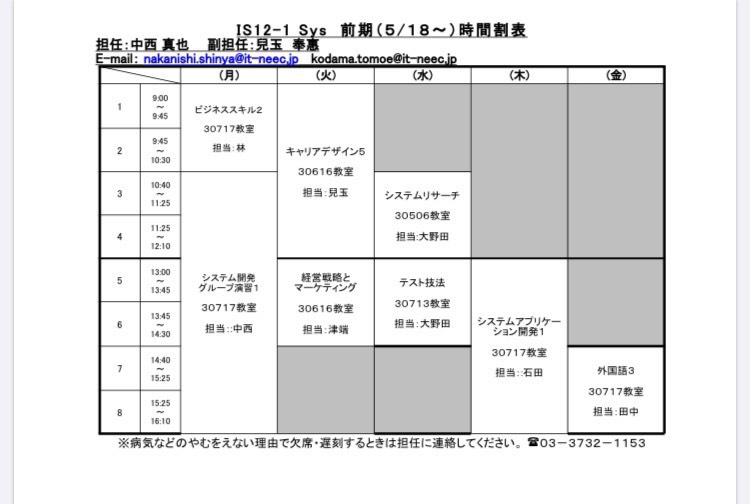 IS12-1 Sys 前期(5/18~)時間割表
担任:中西 真也 副担任:兒玉 奉惠
E-mail: nakanishi.shinya@it-neec.jp kodama.tomoe@it-neec.jp
(月) (火) (水) (木) (金)
1 9:00 ~ 9:45
2 9:45 ~ 10:30
3 10:40 ~ 11:25
4 11:25 ~ 12:10
5 13:00 ~ 13:45
6 13:45 ~ 14:30
7 14:40 ~ 15:25
8 15:25 ~ 16:10
ビジネススキル2
30717教室
担当:林
システム開発
グループ演習1
30717教室
担当::中西
キャリアデザイン5
30616教室
担当:兒玉
経営戦略と
マーケティング
30616教室
担当:津端
システムリサーチ
30506教室
担当:大野田
テスト技法
30713教室
担当:大野田
システムアプリケー
ション開発1
30717教室
担当::石田
外国語3
30717教室
担当:田中
※病気などのやむをえない理由で欠席・遅刻するときは担任に連絡してください。☎03-3732-1153